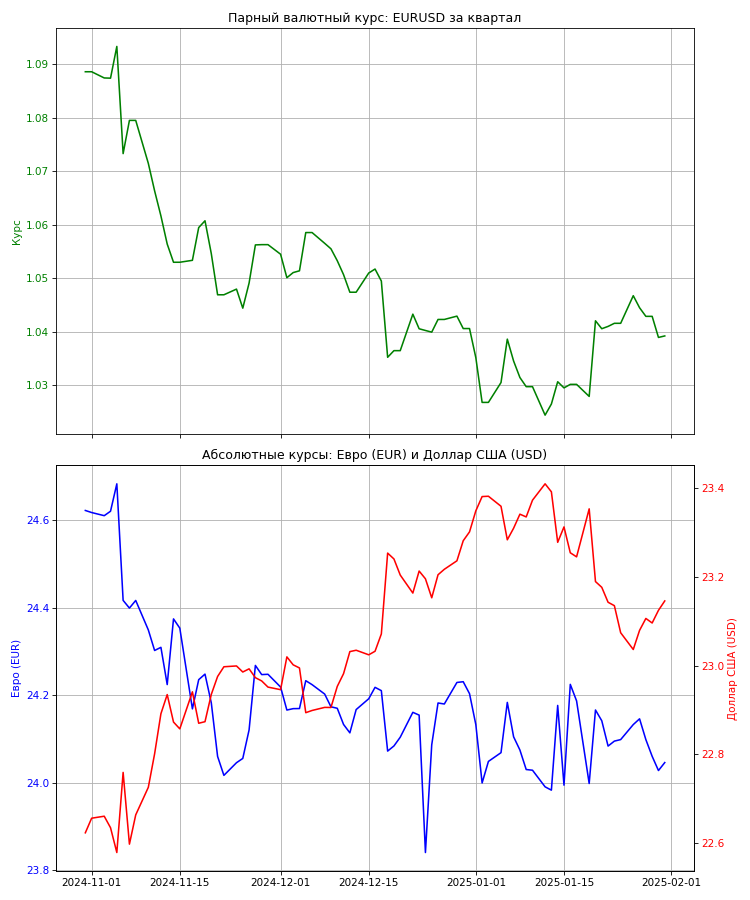 Парный валютный курс: EURUSD за квартал
1.09
1.08
1.07
1.06
1.05
1.04
1.03
Курс
Абсолютные курсы: Евро (EUR) и Доллар США (USD)
24.6
24.4
24.2
24.0
23.8
Евро (EUR)
23.4
23.2
23.0
22.8
22.6
Доллар США (USD)
2024-11-01 2024-11-15 2024-12-01 2024-12-15 2025-01-01 2025-01-15 2025-02-01